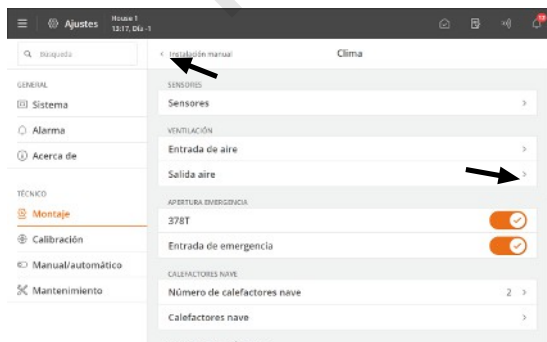 Ajustes
House 1
12:17, Día -1
Búsqueda
Instalación manual
Clima
GENERAL
Sistema
Alarma
Acerca de
TÉCNICO
Montaje
Calibración
Manual/automático
Mantenimiento
SENSORES
Sensores
VENTILACIÓN
Entrada de aire
Salida aire
APERTURA EMERGENCIA
378T
Entrada de emergencia
CALEFACTORES NAVE
Número de calefactores nave 2
Calefactores nave